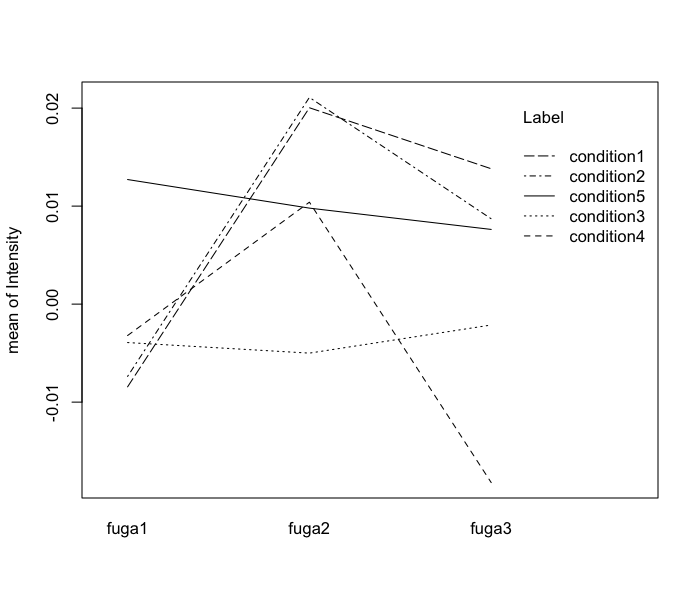 Label
condition1
condition2
condition5
condition3
condition4
mean of Intensity
0.02
0.01
0.00
-0.01
fuga1 fuga2 fuga3